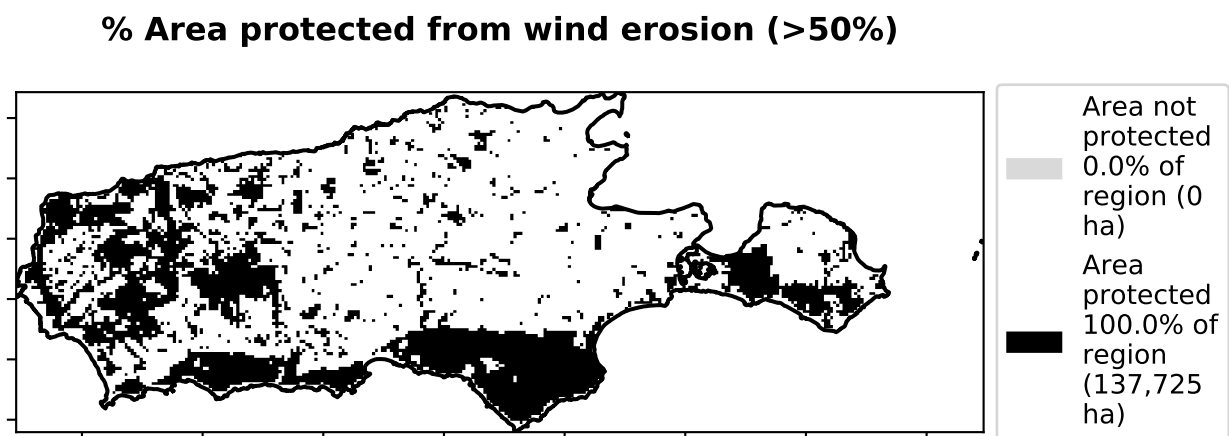 % Area protected from wind erosion (>50%)
Area not
protected
0.0% of
region (0
ha)
Area
protected
100.0% of
region
(137,725
ha)